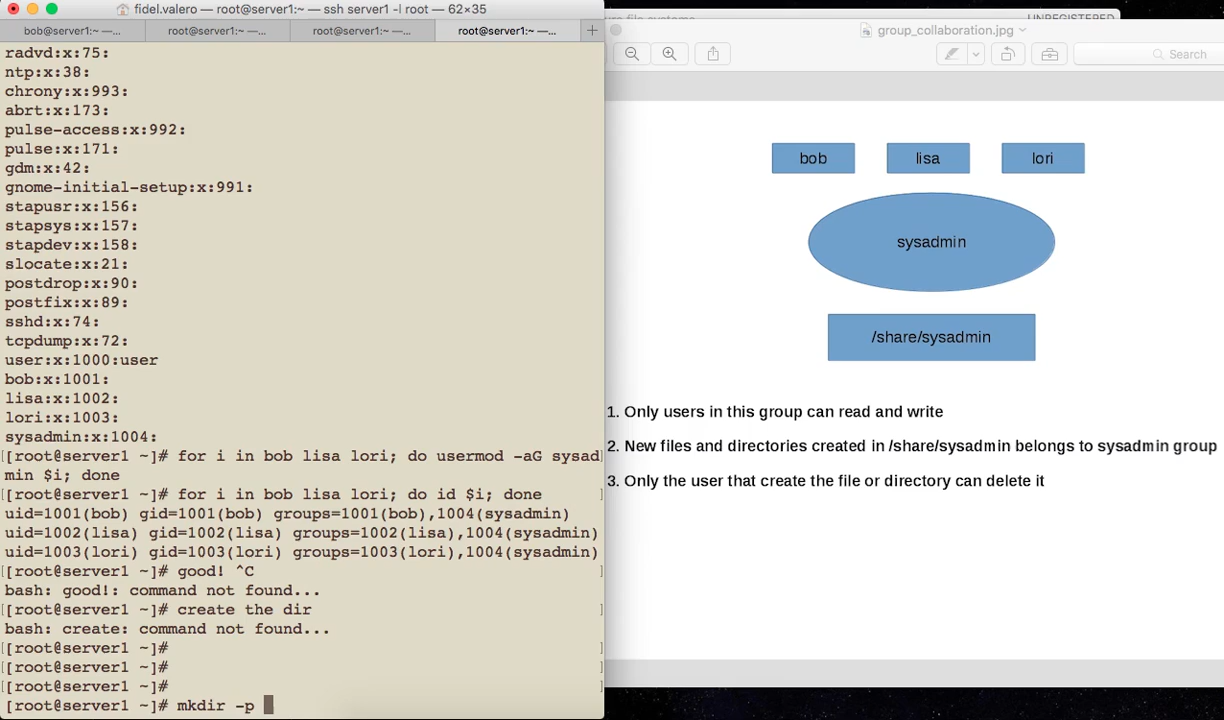 fidel.valero — root@server1:~ — ssh server1 -l root — 62×35
bob@server1:~ —...
root@server1:~ —...
root@server1:~ —...
root@server1:~ —...
radvd:x:75:
ntp:x:38:
chrony:x:993:
abrt:x:173:
pulse-access:x:992:
pulse:x:171:
gdm:x:42:
gnome-initial-setup:x:991:
stapusr:x:156:
stapsys:x:157:
stapdev:x:158:
slocate:x:21:
postdrop:x:90:
postfix:x:89:
sshd:x:74:
tcpdump:x:72:
user:x:1000:user
bob:x:1001:
lisa:x:1002:
lori:x:1003:
sysadmin:x:1004:
[root@server1 ~]# for i in bob lisa lori; do usermod -aG sysad
min $i; done
[root@server1 ~]# for i in bob lisa lori; do id $i; done
uid=1001(bob) gid=1001(bob) groups=1001(bob),1004(sysadmin)
uid=1002(lisa) gid=1002(lisa) groups=1002(lisa),1004(sysadmin)
uid=1003(lori) gid=1003(lori) groups=1003(lori),1004(sysadmin)
[root@server1 ~]# good! ^C
bash: good!: command not found...
[root@server1 ~]# create the dir
bash: create: command not found...
[root@server1 ~]#
[root@server1 ~]#
[root@server1 ~]#
[root@server1 ~]# mkdir -p
file systems
UNREGISTERED
group_collaboration.jpg
Search
bob
lisa
lori
sysadmin
/share/sysadmin
1. Only users in this group can read and write
2. New files and directories created in /share/sysadmin belongs to sysadmin group
3. Only the user that create the file or directory can delete it